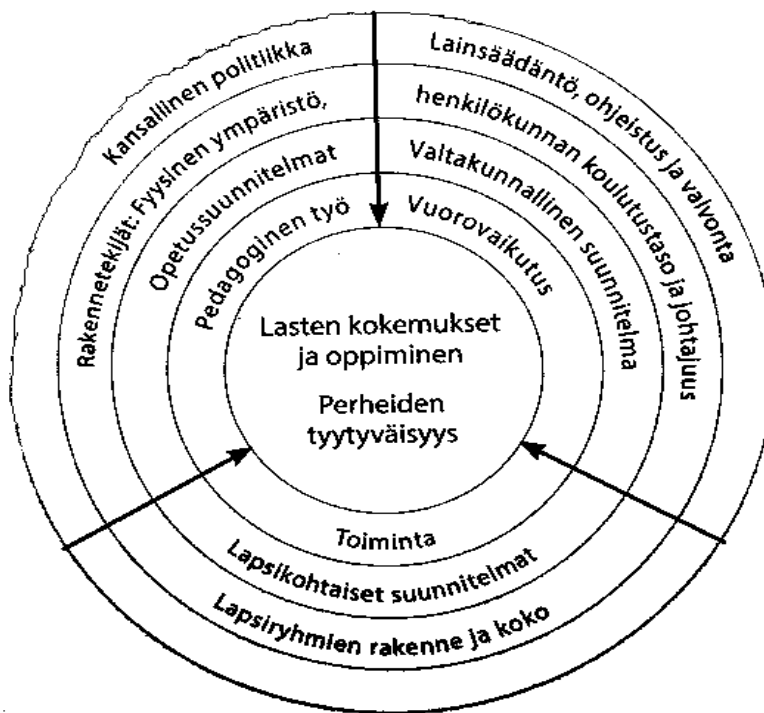 Kansallinen politiikka
Lainsäädäntö, ohjeistus ja valvonta
Rakennetekijät: Fyysinen ympäristö,
henkilökunnan koulutustaso ja johtajuus
Opetussuunnitelmat
Valtakunnallinen suunnitelma
Pedagoginen työ
Vuorovaikutus
Lasten kokemukset
ja oppiminen
Perheiden
tyytyväisyys
Toiminta
Lapsikohtaiset suunnitelmat
Lapsiryhmien rakenne ja koko